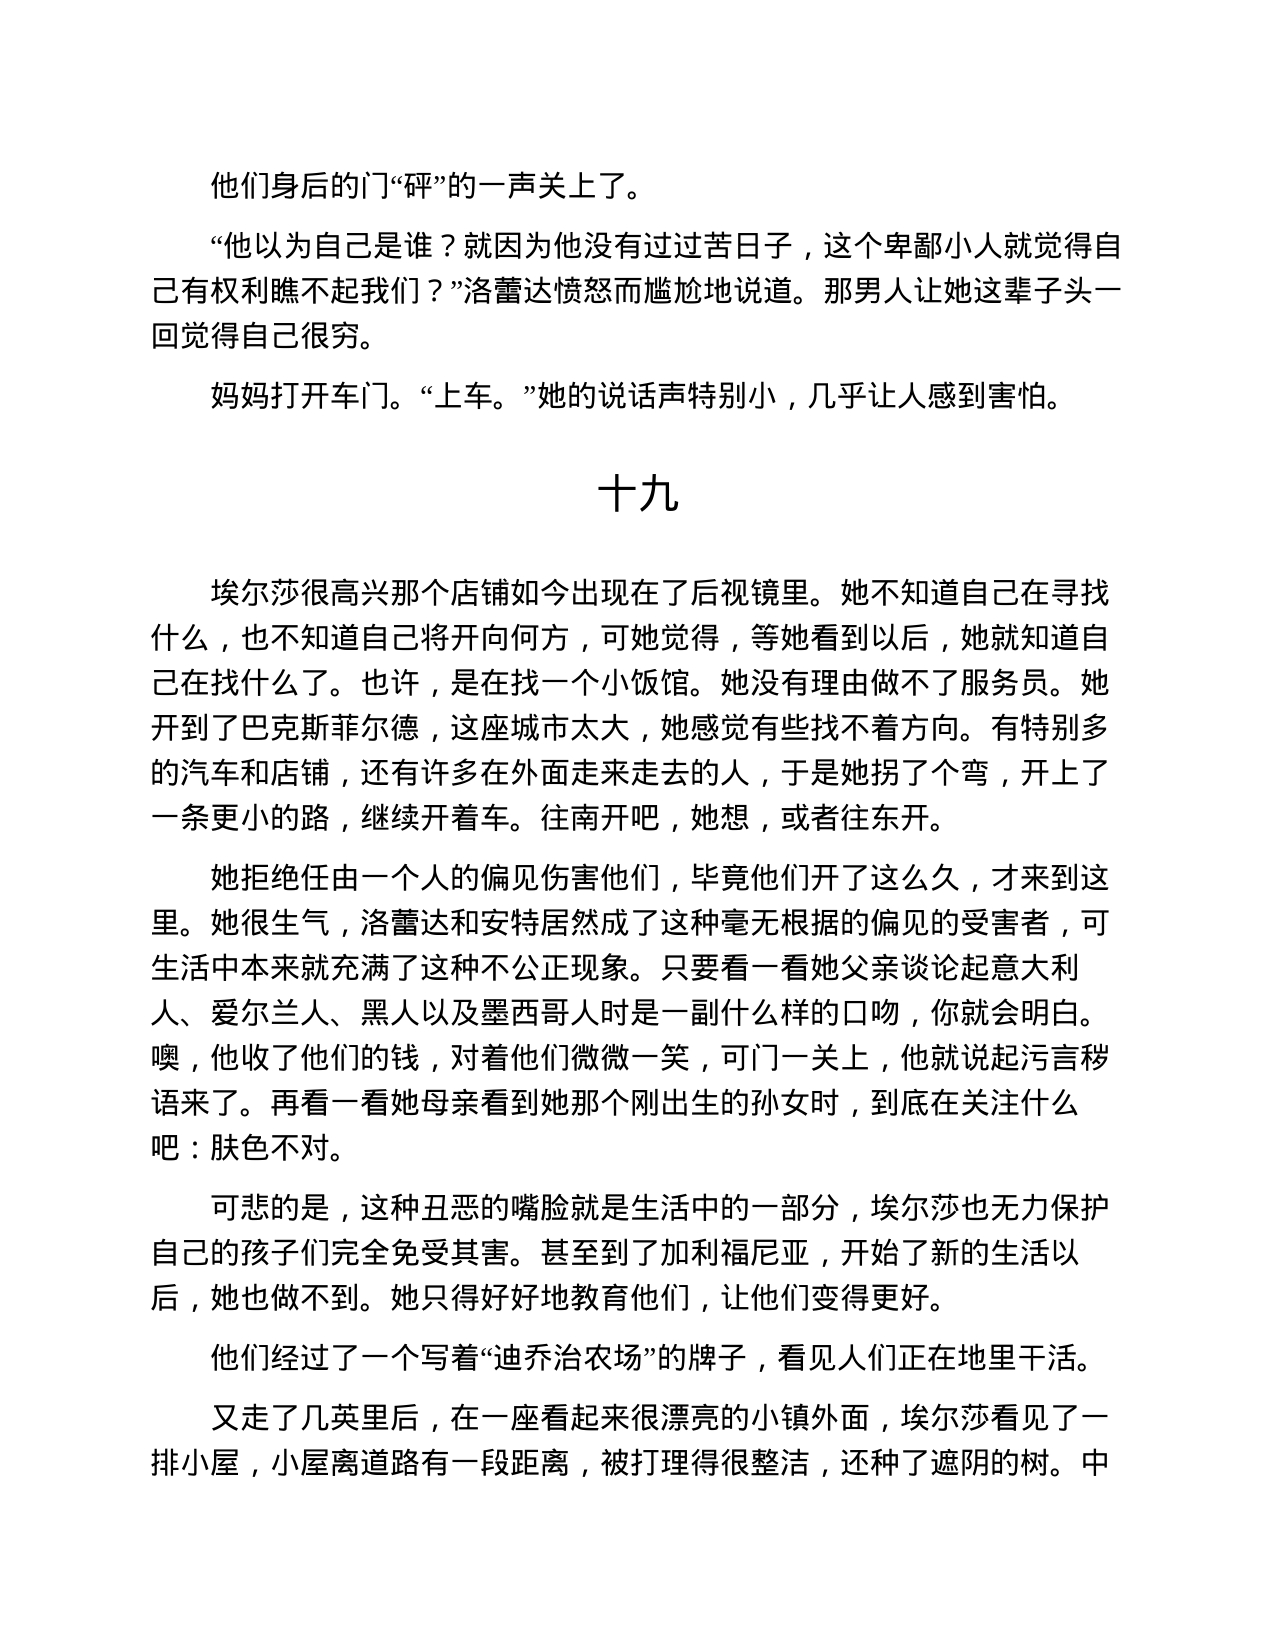 他们身后的门“砰”的一声关上了。
“他以为自己是谁？就因为他没有过过苦日子，这个卑鄙小人就觉得自
己有权利瞧不起我们？”洛蕾达愤怒而尴尬地说道。那男人让她这辈子头一
回觉得自己很穷。
妈妈打开车门。“上车。”她的说话声特别小，几乎让人感到害怕。
十九
埃尔莎很高兴那个店铺如今出现在了后视镜里。她不知道自己在寻找
什么，也不知道自己将开向何方，可她觉得，等她看到以后，她就知道自
己在找什么了。也许，是在找一个小饭馆。她没有理由做不了服务员。她
开到了巴克斯菲尔德，这座城市太大，她感觉有些找不着方向。有特别多
的汽车和店铺，还有许多在外面走来走去的人，于是她拐了个弯，开上了
一条更小的路，继续开着车。往南开吧，她想，或者往东开。
她拒绝任由一个人的偏见伤害他们，毕竟他们开了这么久，才来到这
里。她很生气，洛蕾达和安特居然成了这种毫无根据的偏见的受害者，可
生活中本来就充满了这种不公正现象。只要看一看她父亲谈论起意大利
人、爱尔兰人、黑人以及墨西哥人时是一副什么样的口吻，你就会明白。
噢，他收了他们的钱，对着他们微微一笑，可门一关上，他就说起污言秽
语来了。再看一看她母亲看到她那个刚出生的孙女时，到底在关注什么
吧：肤色不对。
可悲的是，这种丑恶的嘴脸就是生活中的一部分，埃尔莎也无力保护
自己的孩子们完全免受其害。甚至到了加利福尼亚，开始了新的生活以
后，她也做不到。她只得好好地教育他们，让他们变得更好。
他们经过了一个写着“迪乔治农场”的牌子，看见人们正在地里干活。
又走了几英里后，在一座看起来很漂亮的小镇外面，埃尔莎看见了一
排小屋，小屋离道路有一段距离，被打理得很整洁，还种了遮阴的树。中